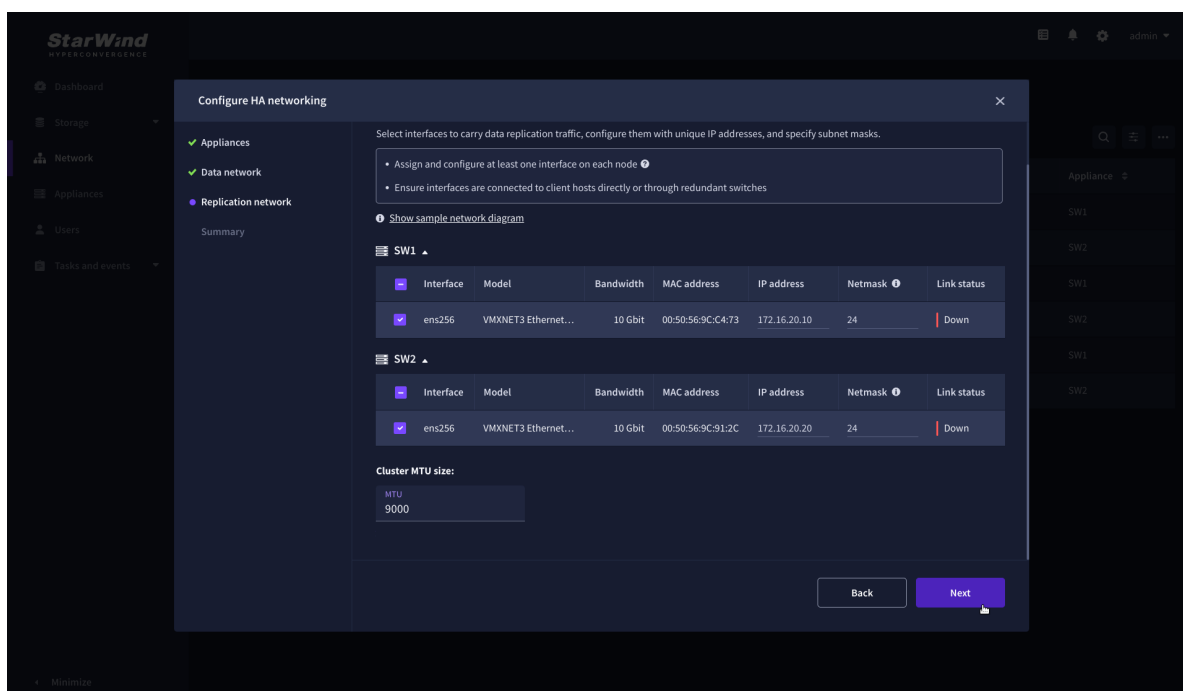 StarWind
HYPERCONVERGENCE
admin
Dashboard
Storage
Network
Appliances
Users
Tasks and events
Minimize
Configure HA networking
Appliances
Data network
Replication network
Summary
Select interfaces to carry data replication traffic, configure them with unique IP addresses, and specify subnet masks.
• Assign and configure at least one interface on each node
• Ensure interfaces are connected to client hosts directly or through redundant switches
Show sample network diagram
SW1
Interface Model Bandwidth MAC address IP address Netmask Link status
ens256 VMXNET3 Ethernet... 10 Gbit 00:50:56:9C:C4:73 172.16.20.10 24 Down
SW2
Interface Model Bandwidth MAC address IP address Netmask Link status
ens256 VMXNET3 Ethernet... 10 Gbit 00:50:56:9C:91:2C 172.16.20.20 24 Down
Cluster MTU size:
MTU
9000
Back Next
Appliance
SW1
SW2
SW1
SW2
SW1
SW2